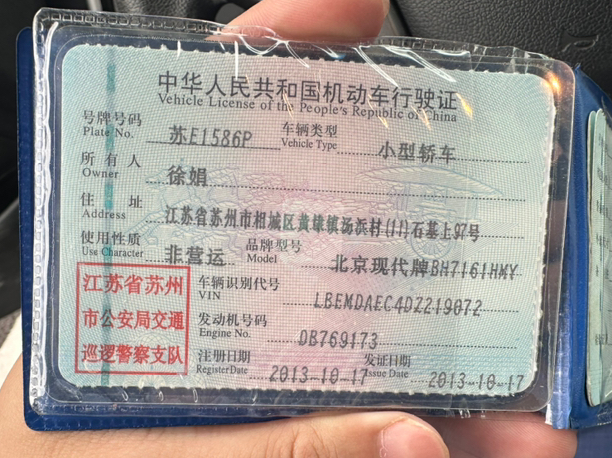 中华人民共和国机动车行驶证
Vehicle License of the People's Republic of China
号牌号码 苏E1586P 车辆类型 小型轿车
Plate No. Vehicle Type
所有人 徐娟
Owner
住址 江苏省苏州市相城区黄埭镇汤浜村(11)石基上97号
Address
使用性质 非营运 品牌型号 北京现代牌BH7161HMY
Use Character Model
江苏省苏州
市公安局交通
巡逻警察支队
车辆识别代号 LBEMDAEC4DZ219072
VIN
发动机号码 DB769173
Engine No.
注册日期 2013-10-17 发证日期 2013-10-17
Register Date Issue Date